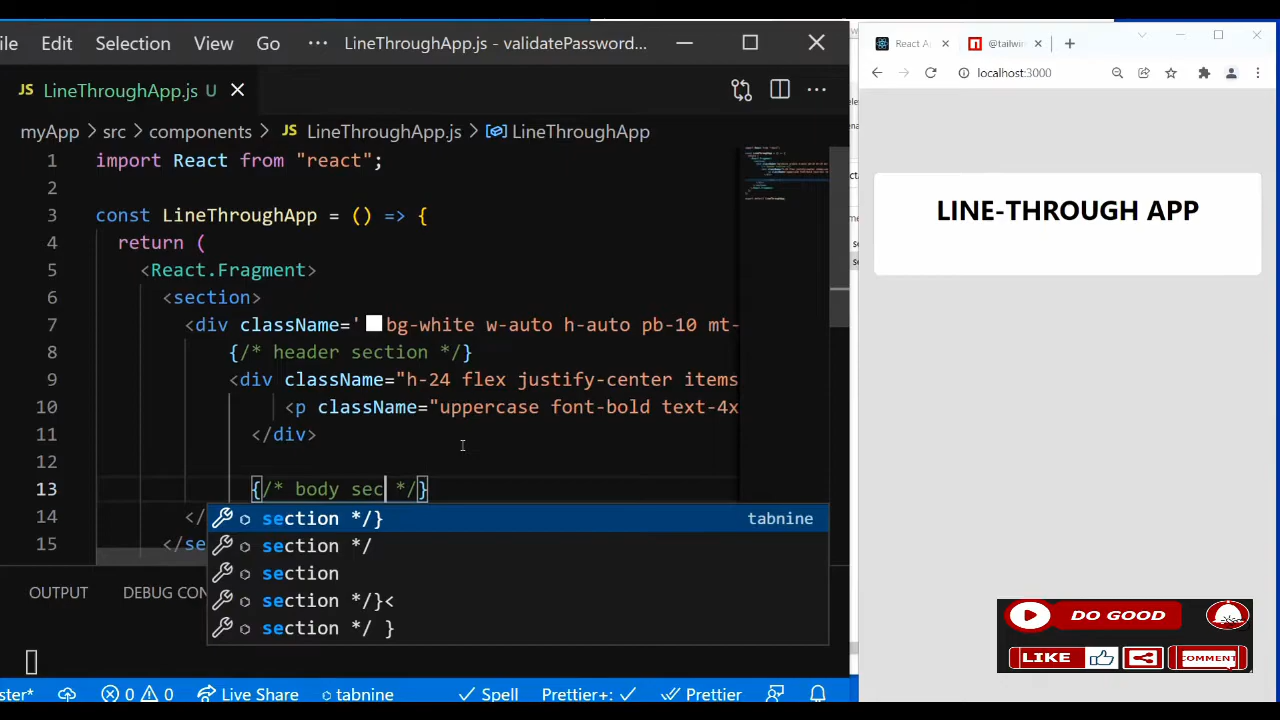 ile Edit Selection View Go ··· LineThroughApp.js - validatePassword...
JS LineThroughApp.js U
myApp > src > components > JS LineThroughApp.js > LineThroughApp
1 import React from "react";
2
3 const LineThroughApp = () => {
4 return (
5 <React.Fragment>
6 <section>
7 <div className=' bg-white w-auto h-auto pb-10 mt-
8 {/* header section */}
9 <div className="h-24 flex justify-center items
10 <p className="uppercase font-bold text-4x
11 </div>
12
13 {/* body sec */}
14 </
15 </se
section */} tabnine
section */
section
section */}<
section */ }
OUTPUT DEBUG CON
ster* 0 0 Live Share tabnine Spell Prettier+: Prettier
React A @tailwi
localhost:3000
LINE-THROUGH APP
DO GOOD
LIKE COMMENT